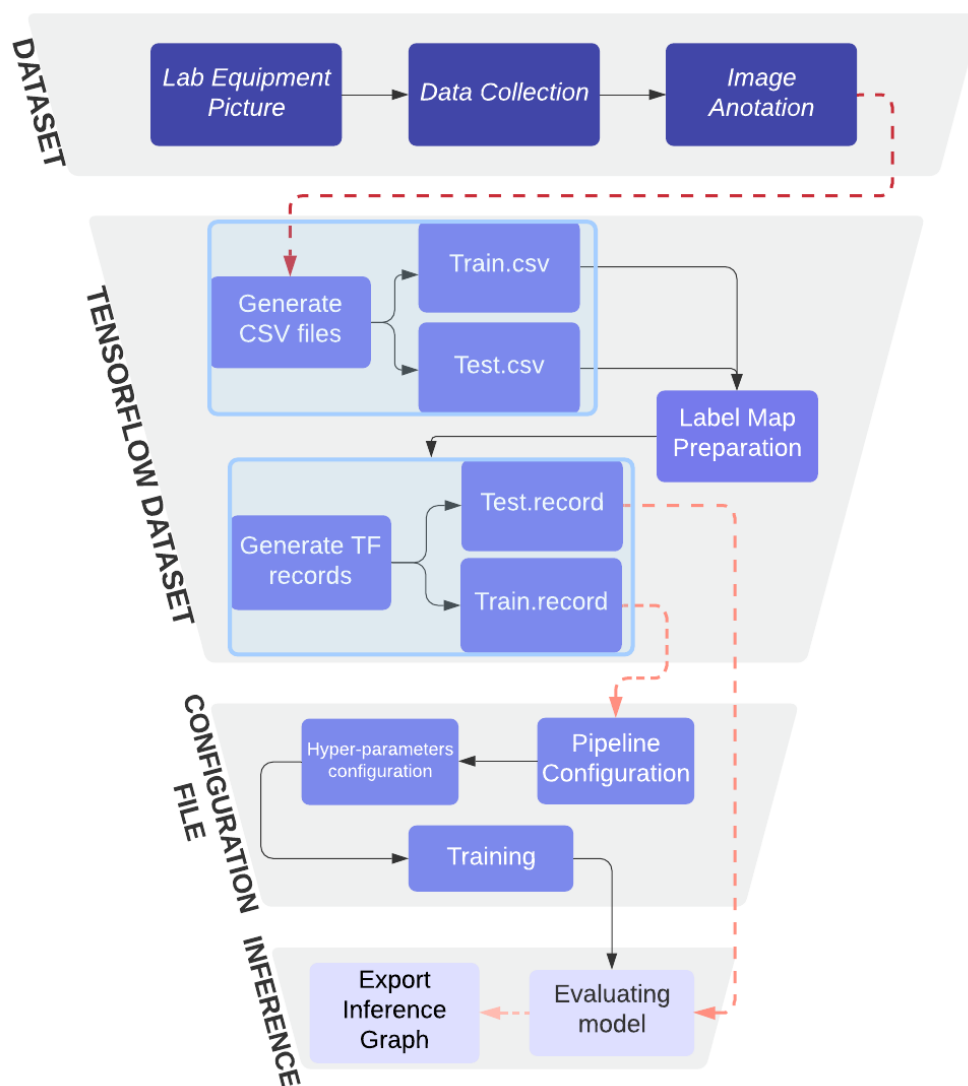 DATASET
Lab Equipment
Picture
Data Collection
Image
Anotation
TENSORFLOW DATASET
Generate
CSV files
Train.csv
Test.csv
Label Map
Preparation
Generate TF
records
Test.record
Train.record
CONFIGURATION
FILE
Hyper-parameters
configuration
Pipeline
Configuration
Training
INFERENCE
Export
Inference
Graph
Evaluating
model